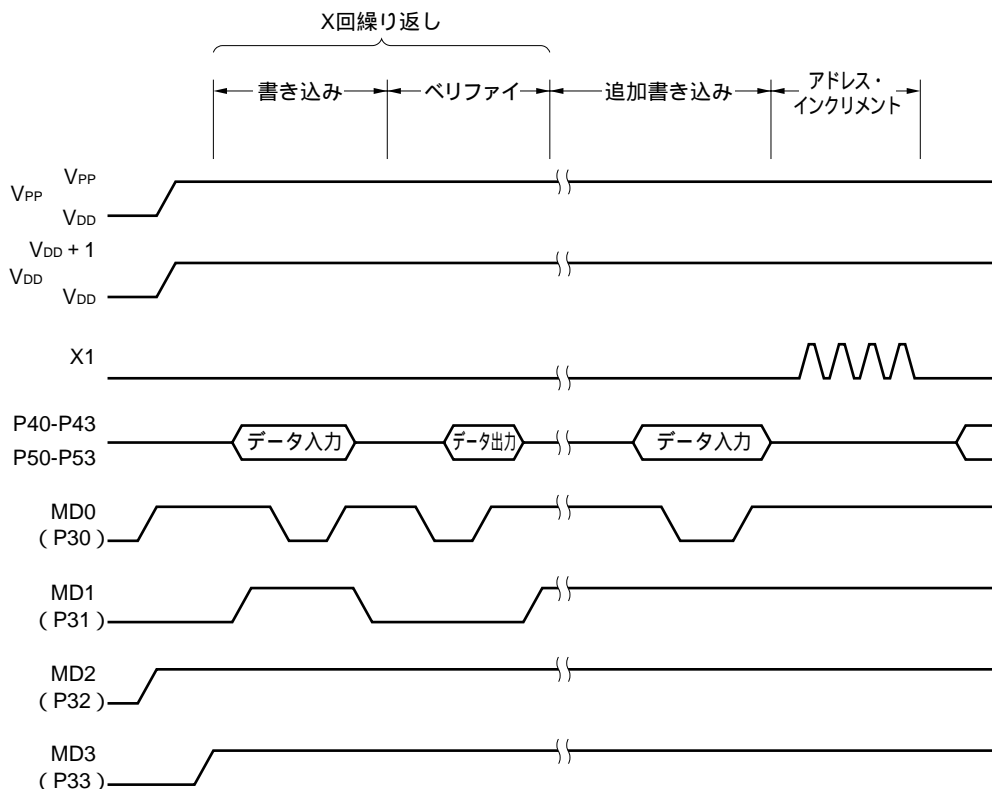 X回繰り返し
書き込み
ベリファイ
追加書き込み
アドレス・
インクリメント
VPP
VPP
VDD
VDD + 1
VDD
VDD
X1
P40-P43
P50-P53
データ入力
データ出力
データ入力
MD0
（P30）
MD1
（P31）
MD2
（P32）
MD3
（P33）